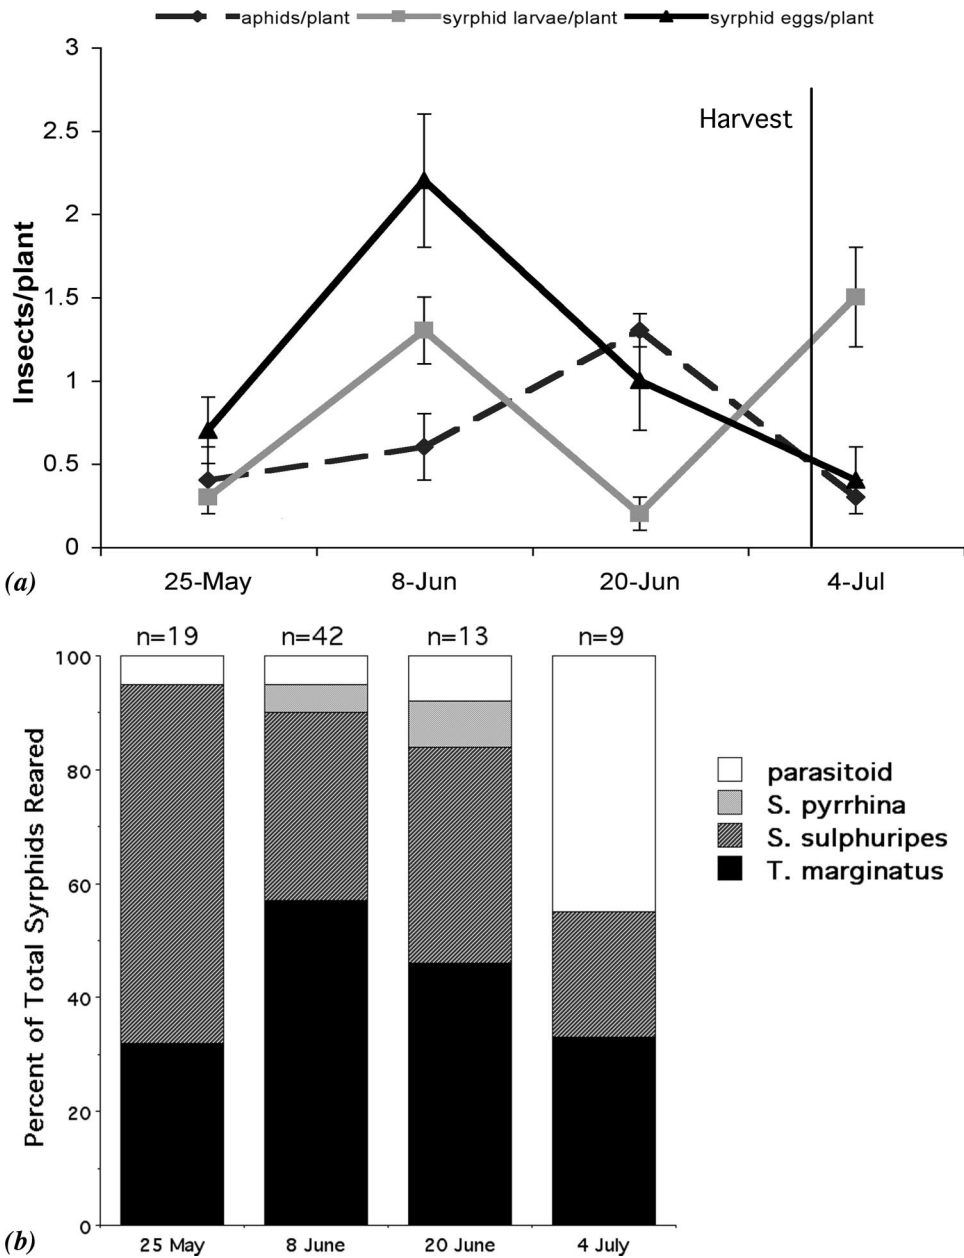 aphids/plant syrphid larvae/plant syrphid eggs/plant
3
2.5
2
1.5
1
0.5
0
Insects/plant
Harvest
25-May 8-Jun 20-Jun 4-Jul
(a)
n=19 n=42 n=13 n=9
100
80
60
40
20
0
Percent of Total Syrphids Reared
parasitoid
S. pyrrhina
S. sulphuripes
T. marginatus
25 May 8 June 20 June 4 July
(b)